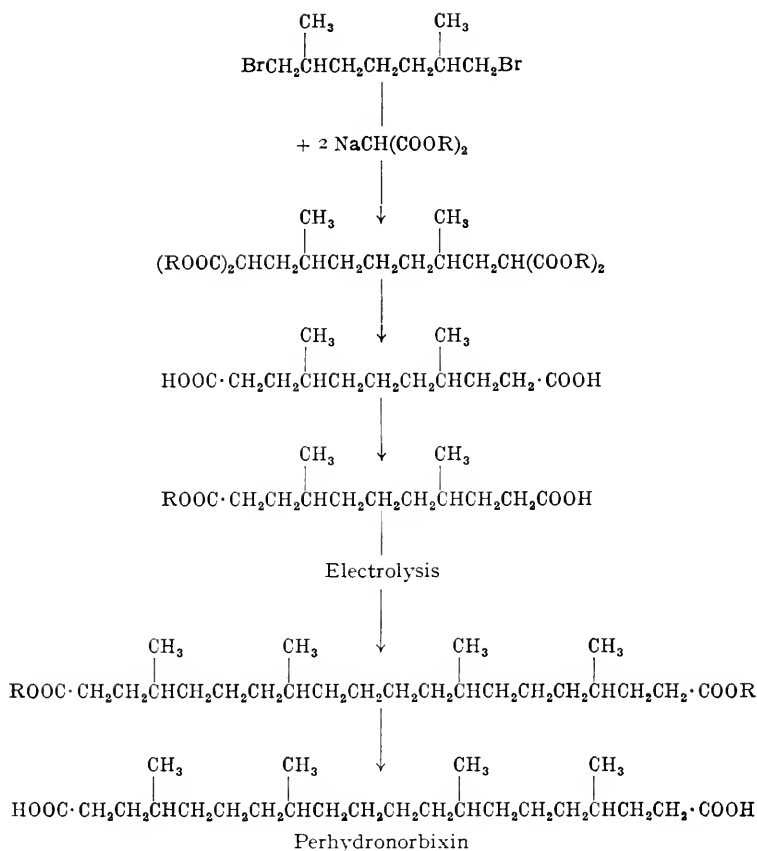 CH₃ CH₃
BrCH₂CHCH₂CH₂CH₂CHCH₂Br
+ 2 NaCH(COOR)₂
CH₃ CH₃
(ROOC)₂CHCH₂CHCH₂CH₂CH₂CHCH₂CH(COOR)₂
CH₃ CH₃
HOOC·CH₂CH₂CHCH₂CH₂CH₂CHCH₂CH₂·COOH
CH₃ CH₃
ROOC·CH₂CH₂CHCH₂CH₂CH₂CHCH₂CH₂COOH
Electrolysis
CH₃ CH₃ CH₃ CH₃
ROOC·CH₂CH₂CHCH₂CH₂CH₂CHCH₂CH₂CH₂CH₂CHCH₂CH₂CH₂CHCH₂CH₂·COOR
CH₃ CH₃ CH₃ CH₃
HOOC·CH₂CH₂CHCH₂CH₂CH₂CHCH₂CH₂CH₂CH₂CHCH₂CH₂CH₂CHCH₂CH₂·COOH
Perhydronorbixin